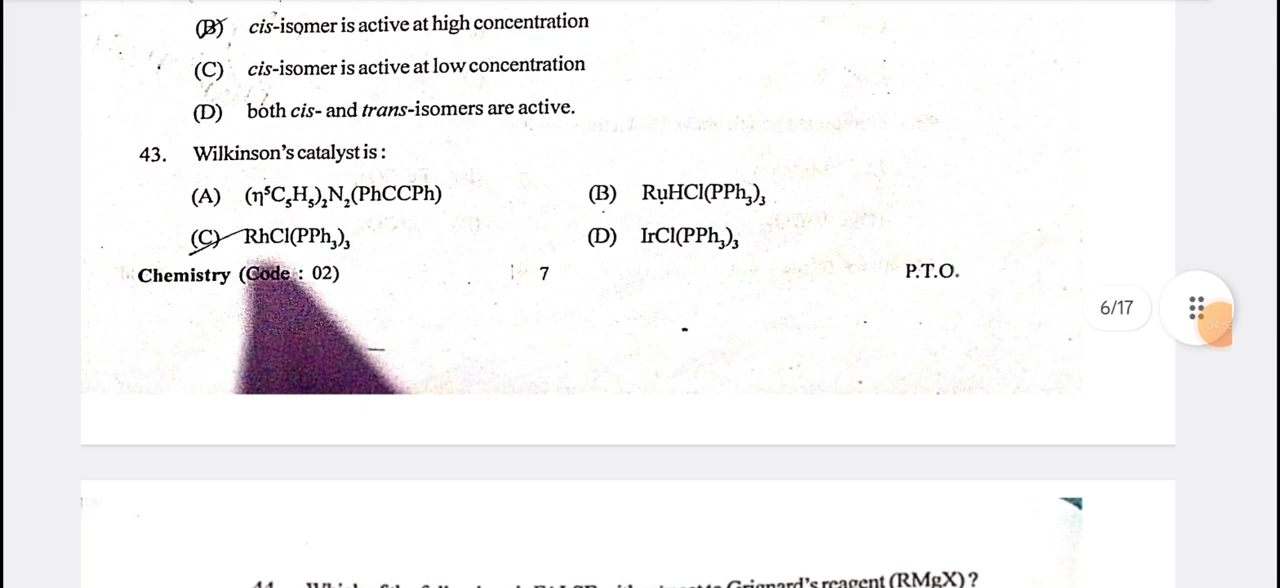 (B) cis-isomer is active at high concentration
(C) cis-isomer is active at low concentration
(D) both cis- and trans-isomers are active.
43. Wilkinson's catalyst is :
(A) (η⁵C₅H₅)₂N₂(PhCCPh) (B) RuHCl(PPh₃)₃
(C) RhCl(PPh₃)₃ (D) IrCl(PPh₃)₃
Chemistry (Code : 02) 7 P.T.O.
6/17
Grignard's reagent (RMgX) ?